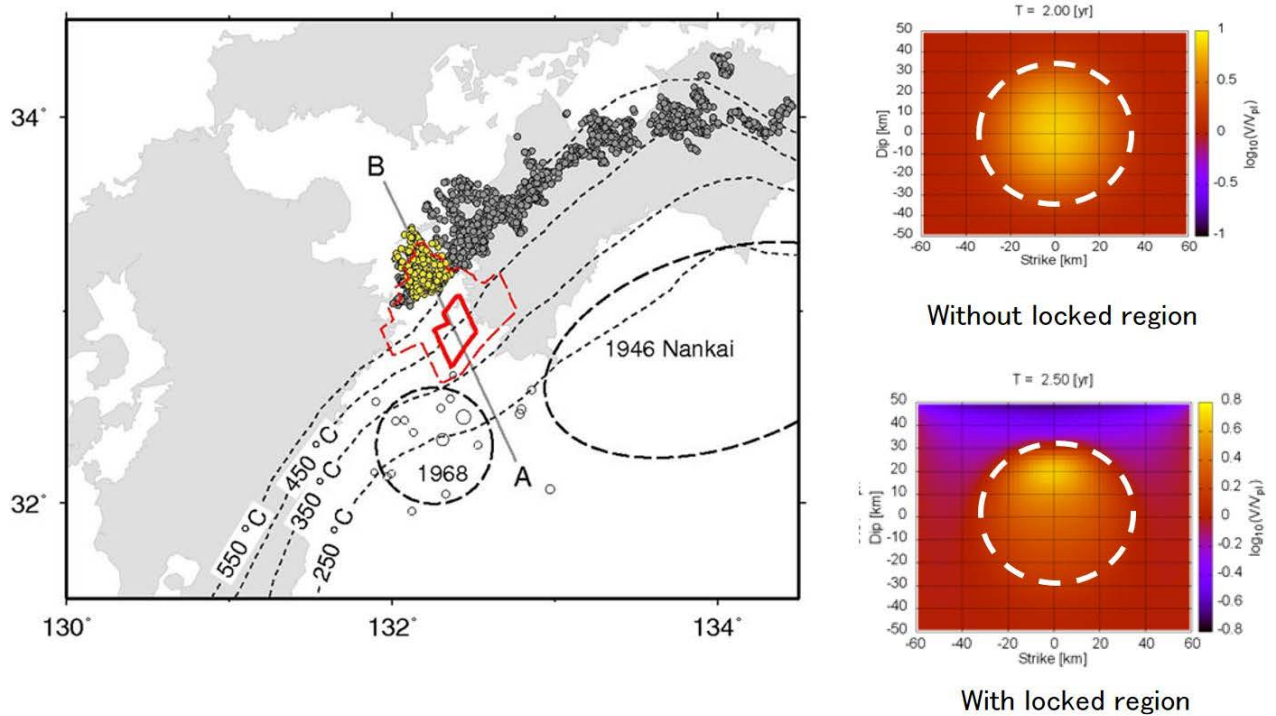 34°
32°
130°
132°
134°
B
A
1946 Nankai
1968
550 °C
450 °C
350 °C
250 °C
T = 2.00 [yr]
50
40
30
20
10
0
-10
-20
-30
-40
-50
Dip [km]
-60 -40 -20 0 20 40 60
Strike [km]
1
0.5
0
-0.5
-1
log10(V/Vpl)
Without locked region
T = 2.50 [yr]
50
40
30
20
10
0
-10
-20
-30
-40
-50
Dip [km]
-60 -40 -20 0 20 40 60
Strike [km]
0.8
0.6
0.4
0.2
0
-0.2
-0.4
-0.6
-0.8
log10(V/Vpl)
With locked region